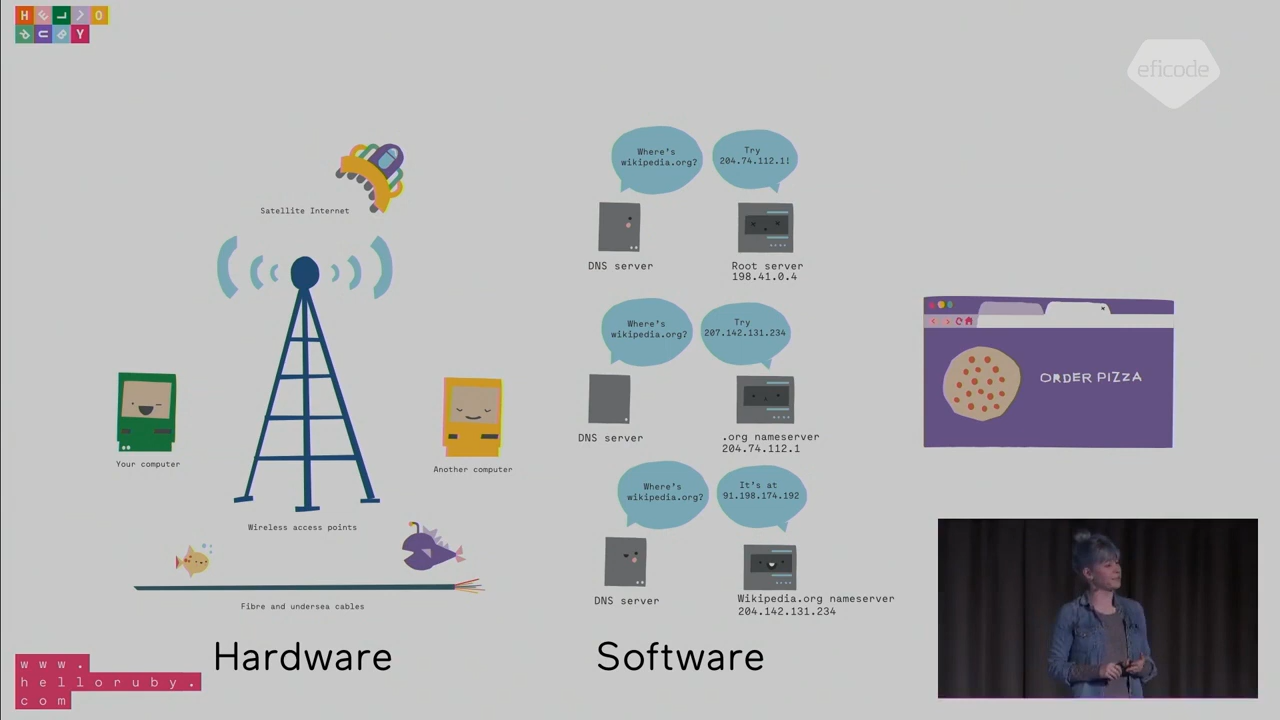 HELLO
RUBY
eficode
Satellite Internet
Your computer
Another computer
Wireless access points
Fibre and undersea cables
Hardware
Where's
wikipedia.org?
Try
204.74.112.1!
DNS server
Root server
198.41.0.4
Where's
wikipedia.org?
Try
207.142.131.234
DNS server
.org nameserver
204.74.112.1
Where's
wikipedia.org?
It's at
91.198.174.192
DNS server
Wikipedia.org nameserver
204.142.131.234
Software
ORDER PIZZA
www.
helloruby.
com